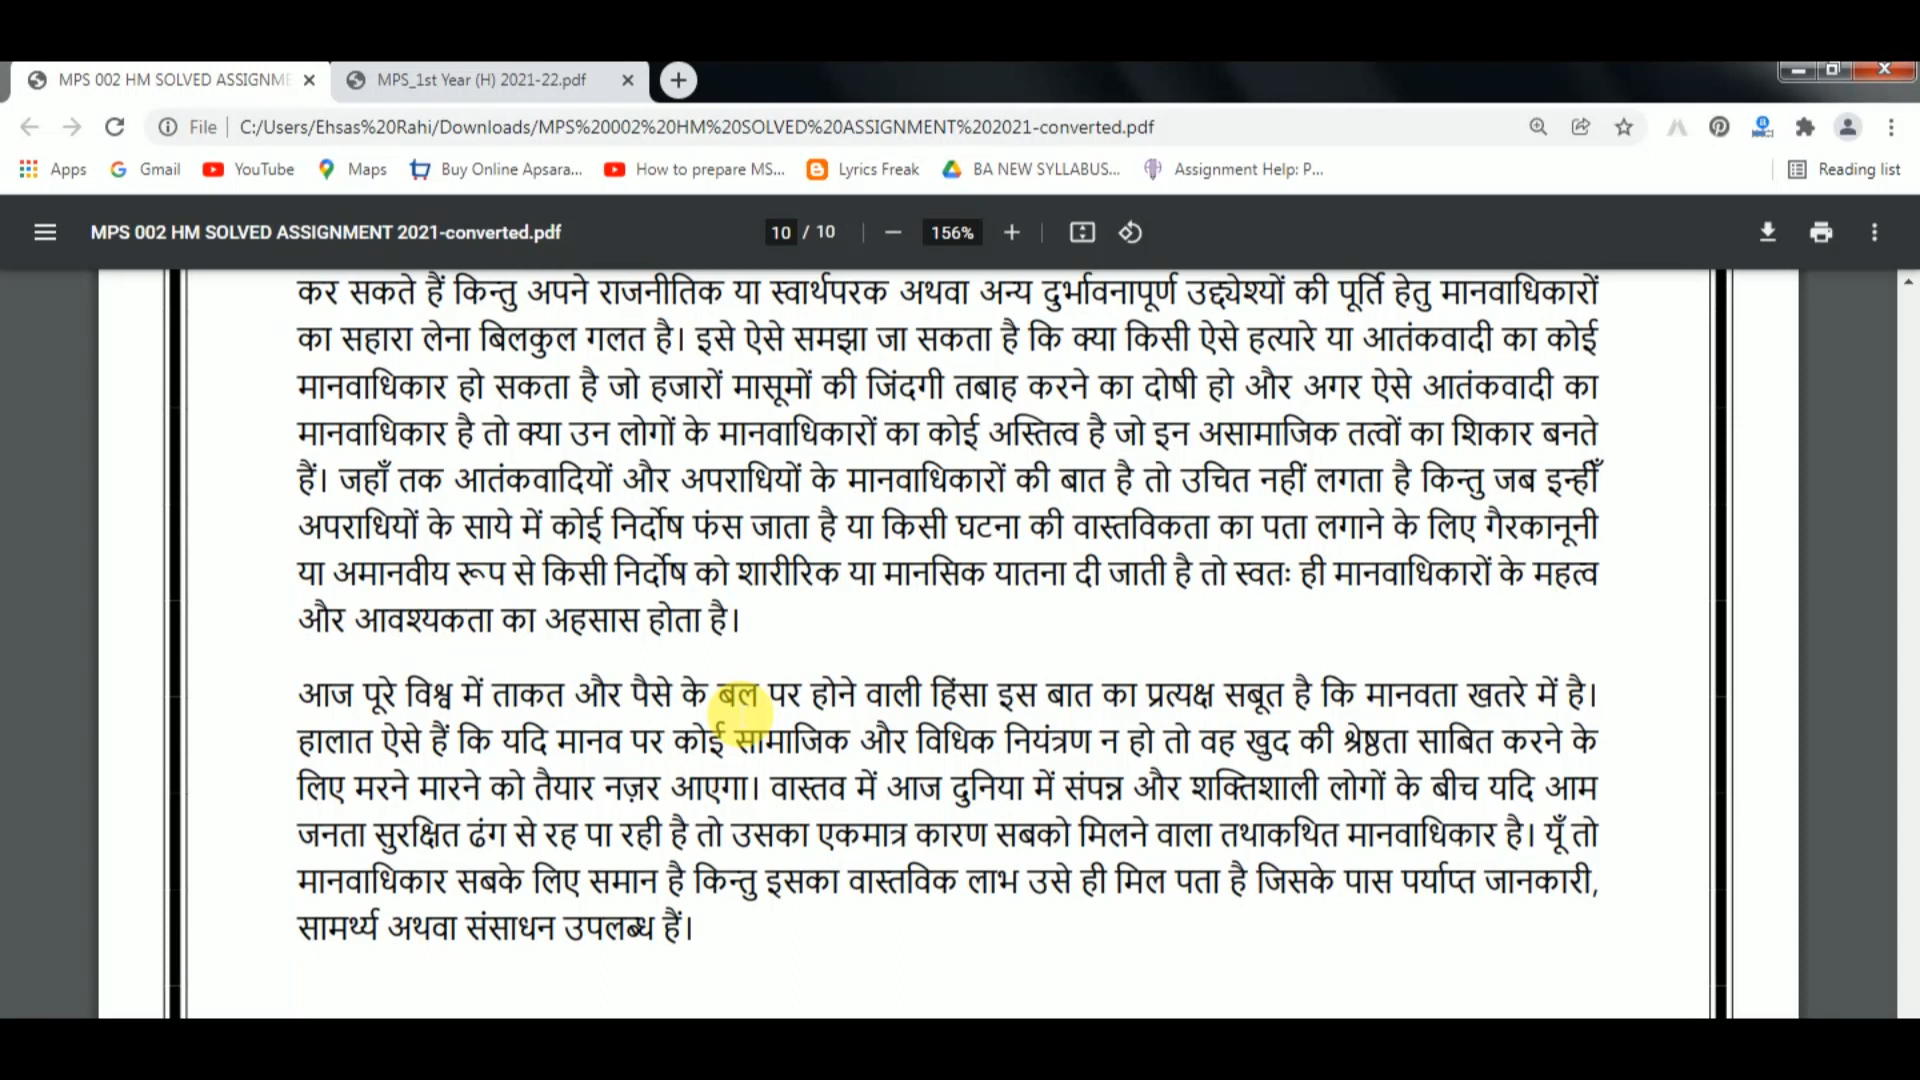 MPS 002 HM SOLVED ASSIGNME
MPS_1st Year (H) 2021-22.pdf
File
C:/Users/Ehsas%20Rahi/Downloads/MPS%20002%20HM%20SOLVED%20ASSIGNMENT%202021-converted.pdf
Apps Gmail YouTube Maps Buy Online Apsara... How to prepare MS... Lyrics Freak BA NEW SYLLABUS... Assignment Help: P... Reading list
MPS 002 HM SOLVED ASSIGNMENT 2021-converted.pdf 10 / 10 156%
कर सकते हैं किन्तु अपने राजनीतिक या स्वार्थपरक अथवा अन्य दुर्भावनापूर्ण उद्द्येश्यों की पूर्ति हेतु मानवाधिकारों
का सहारा लेना बिलकुल गलत है। इसे ऐसे समझा जा सकता है कि क्या किसी ऐसे हत्यारे या आतंकवादी का कोई
मानवाधिकार हो सकता है जो हजारों मासूमों की जिंदगी तबाह करने का दोषी हो और अगर ऐसे आतंकवादी का
मानवाधिकार है तो क्या उन लोगों के मानवाधिकारों का कोई अस्तित्व है जो इन असामाजिक तत्वों का शिकार बनते
हैं। जहाँ तक आतंकवादियों और अपराधियों के मानवाधिकारों की बात है तो उचित नहीं लगता है किन्तु जब इन्हीँ
अपराधियों के साये में कोई निर्दोष फंस जाता है या किसी घटना की वास्तविकता का पता लगाने के लिए गैरकानूनी
या अमानवीय रूप से किसी निर्दोष को शारीरिक या मानसिक यातना दी जाती है तो स्वतः ही मानवाधिकारों के महत्व
और आवश्यकता का अहसास होता है।
आज पूरे विश्व में ताकत और पैसे के बल पर होने वाली हिंसा इस बात का प्रत्यक्ष सबूत है कि मानवता खतरे में है।
हालात ऐसे हैं कि यदि मानव पर कोई सामाजिक और विधिक नियंत्रण न हो तो वह खुद की श्रेष्ठता साबित करने के
लिए मरने मारने को तैयार नज़र आएगा। वास्तव में आज दुनिया में संपन्न और शक्तिशाली लोगों के बीच यदि आम
जनता सुरक्षित ढंग से रह पा रही है तो उसका एकमात्र कारण सबको मिलने वाला तथाकथित मानवाधिकार है। यूँ तो
मानवाधिकार सबके लिए समान है किन्तु इसका वास्तविक लाभ उसे ही मिल पता है जिसके पास पर्याप्त जानकारी,
सामर्थ्य अथवा संसाधन उपलब्ध हैं।